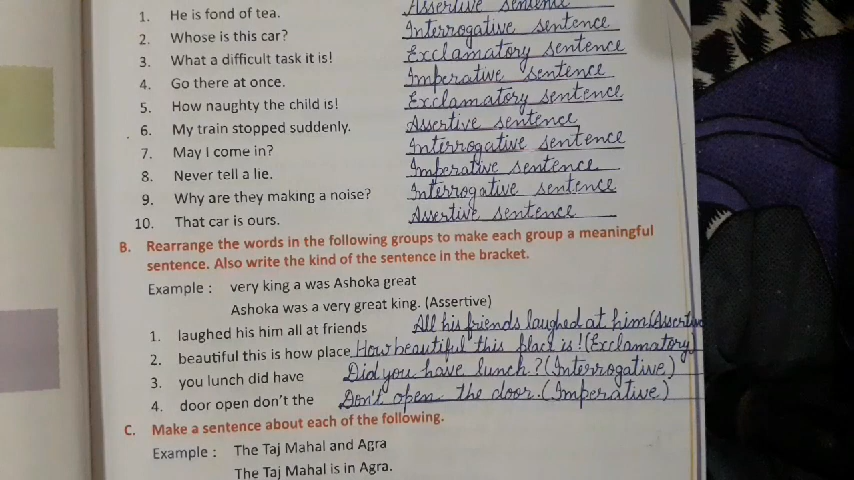 1. He is fond of tea. Assertive sentence
2. Whose is this car? Interrogative sentence
3. What a difficult task it is! Exclamatory sentence
4. Go there at once. Imperative sentence
5. How naughty the child is! Exclamatory sentence
6. My train stopped suddenly. Assertive sentence
7. May I come in? Interrogative sentence
8. Never tell a lie. Imperative sentence
9. Why are they making a noise? Interrogative sentence
10. That car is ours. Assertive sentence
B. Rearrange the words in the following groups to make each group a meaningful
sentence. Also write the kind of the sentence in the bracket.
Example : very king a was Ashoka great
Ashoka was a very great king. (Assertive)
1. laughed his him all at friends All his friends laughed at him (Assertive
2. beautiful this is how place How beautiful this place is! (Exclamatory)
3. you lunch did have Did you have lunch? (Interrogative)
4. door open don't the Don't open the door. (Imperative)
C. Make a sentence about each of the following.
Example : The Taj Mahal and Agra
The Taj Mahal is in Agra.